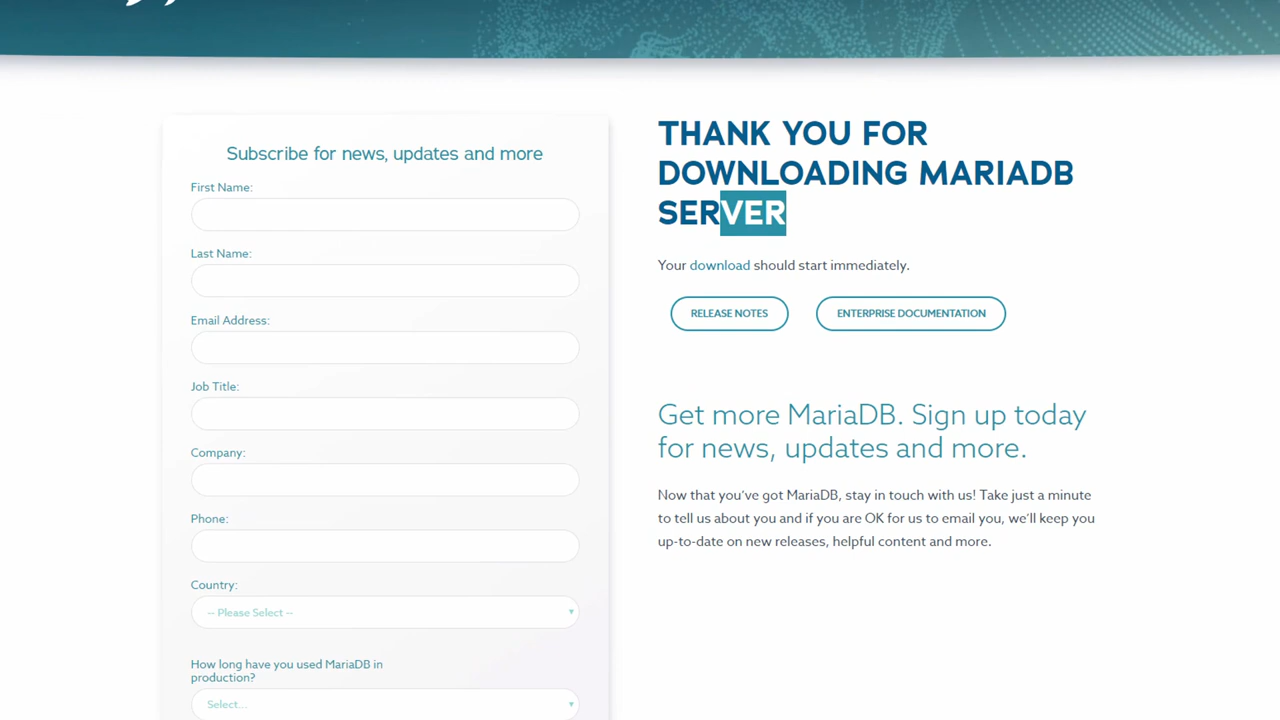 Subscribe for news, updates and more
First Name:
Last Name:
Email Address:
Job Title:
Company:
Phone:
Country:
-- Please Select --
How long have you used MariaDB in
production?
Select...
THANK YOU FOR
DOWNLOADING MARIADB
SERVER
Your download should start immediately.
RELEASE NOTES
ENTERPRISE DOCUMENTATION
Get more MariaDB. Sign up today
for news, updates and more.
Now that you've got MariaDB, stay in touch with us! Take just a minute
to tell us about you and if you are OK for us to email you, we'll keep you
up-to-date on new releases, helpful content and more.